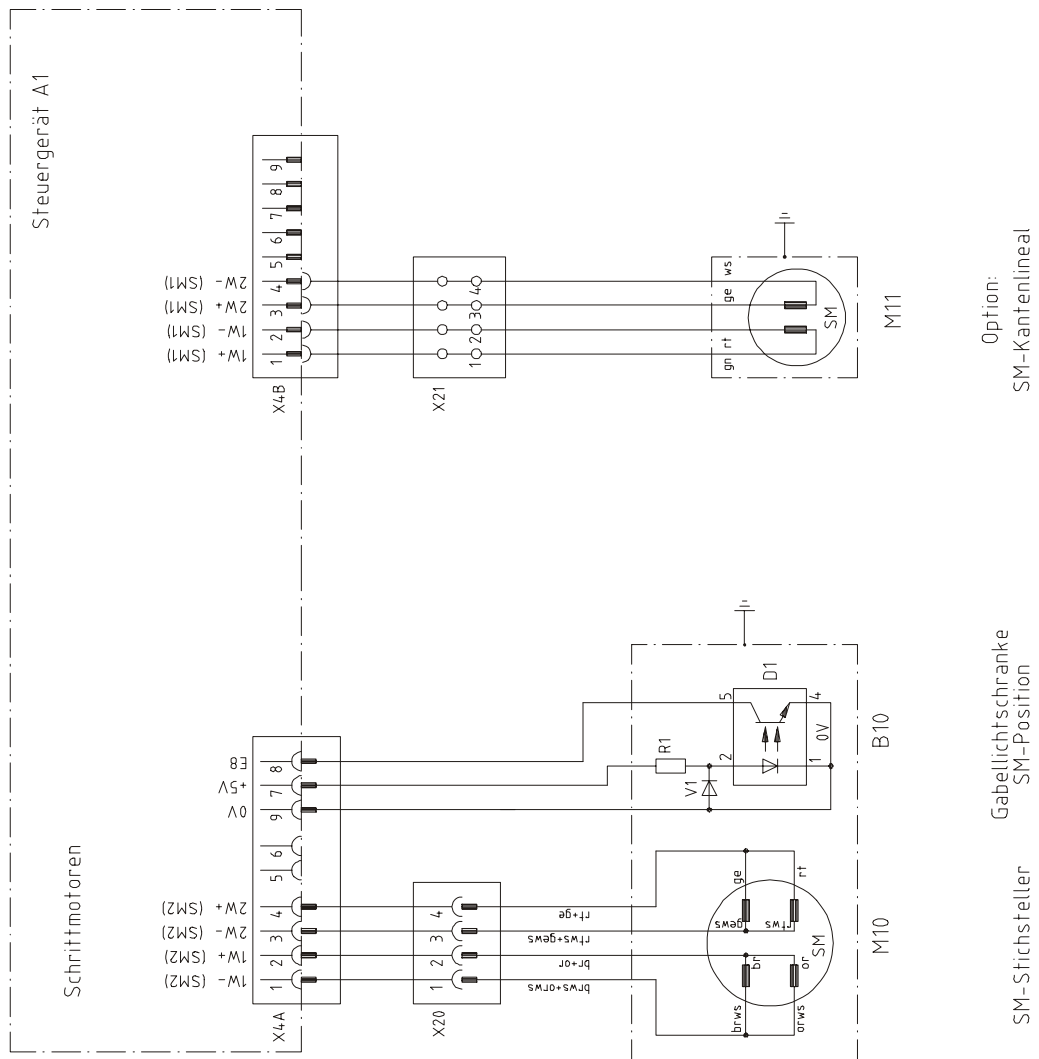 Steuergerät A1
Schrittmotoren
1W+ (SM1)
1W- (SM1)
2W+ (SM1)
2W- (SM1)
1 2 3 4 5 6 7 8 9
X4B
X21
1 2 3 4
gn rt ge ws
SM
M11
Option:
SM-Kantenlineal
1W- (SM2)
1W+ (SM2)
2W- (SM2)
2W+ (SM2)
0V
+5V
E8
1 2 3 4 5 6 9 7 8
X4A
X20
1 2 3 4
brws+orws
br+or
rtws+gews
rt+ge
brws
br
orws
or
gews
ge
rtws
rt
SM
M10
SM-Stichsteller
V1
R1
D1
2
5
1
4
0V
B10
Gabellichtschranke
SM-Position